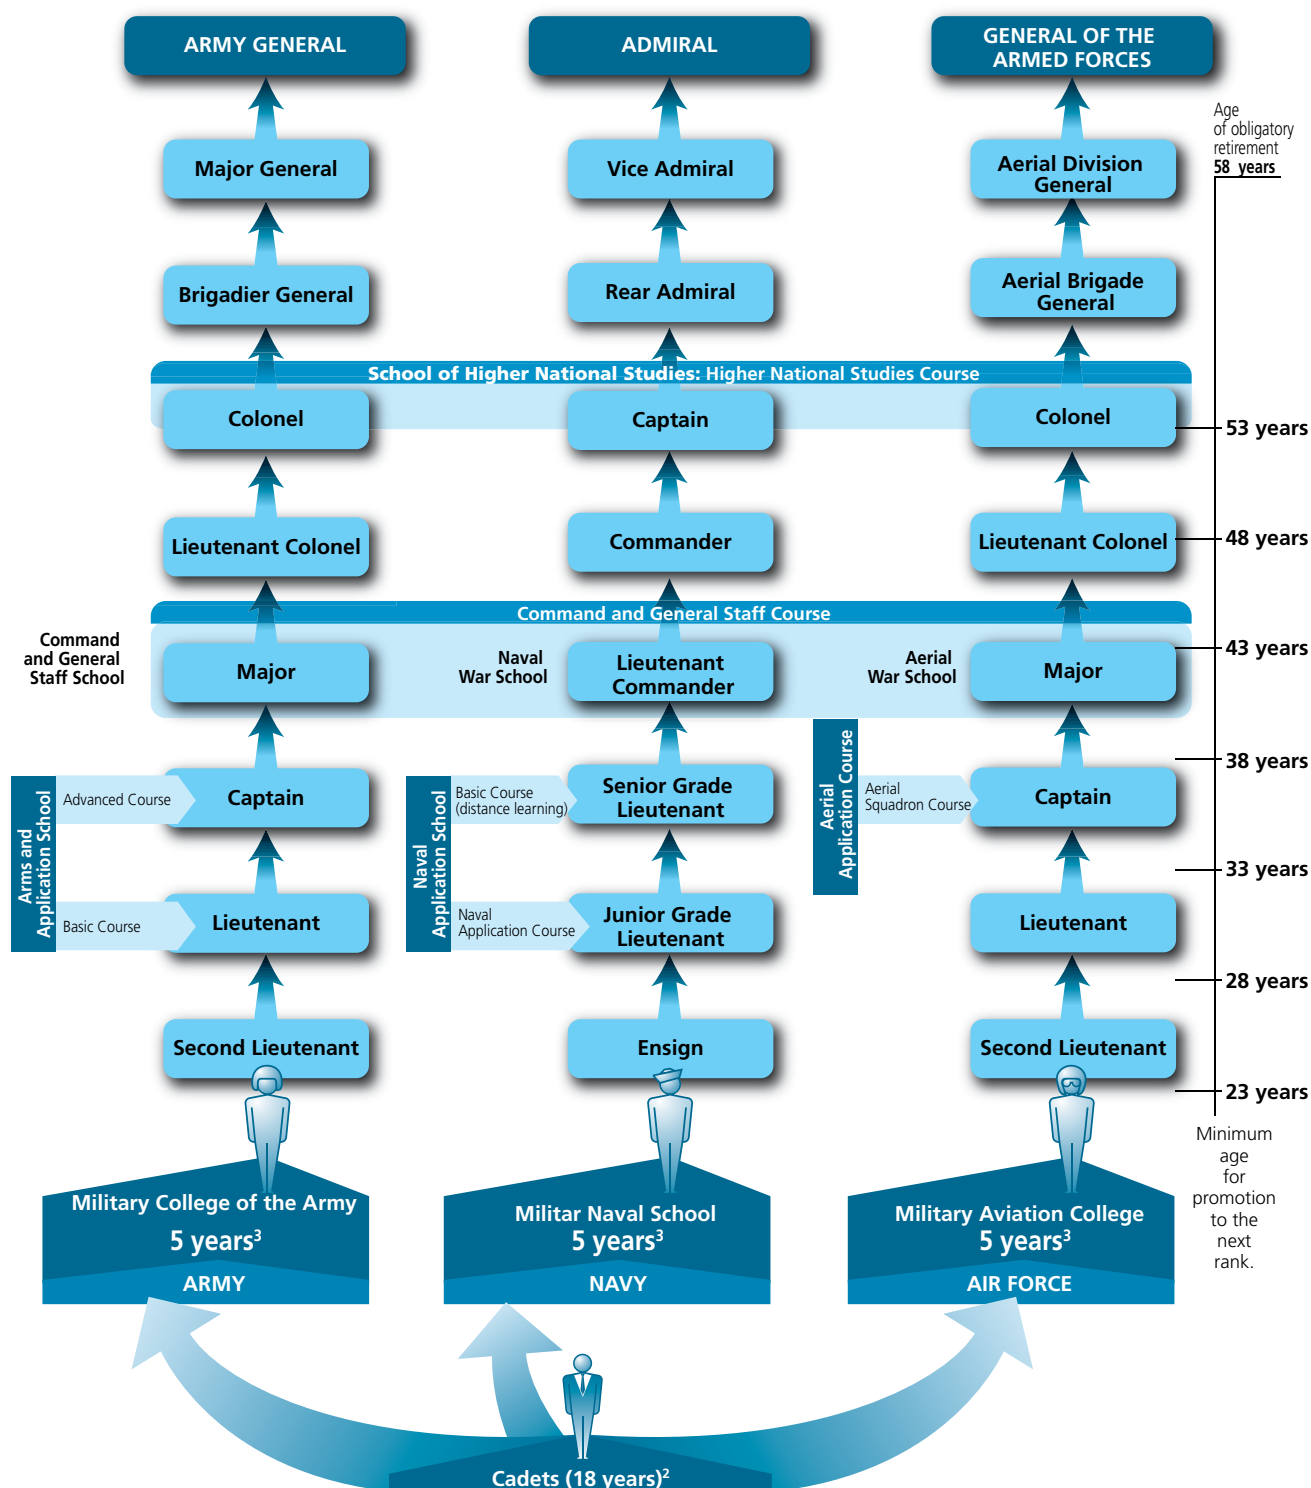 ARMY GENERAL
ADMIRAL
GENERAL OF THE
ARMED FORCES
Age
of obligatory
retirement
58 years
Major General
Vice Admiral
Aerial Division
General
Brigadier General
Rear Admiral
Aerial Brigade
General
School of Higher National Studies: Higher National Studies Course
Colonel
Captain
Colonel
53 years
Lieutenant Colonel
Commander
Lieutenant Colonel
48 years
Command and General Staff Course
Command
and General
Staff School
Major
Naval
War School
Lieutenant
Commander
Aerial
War School
Major
43 years
Arms and
Application School
Advanced Course
Captain
Naval
Application School
Basic Course
(distance learning)
Senior Grade
Lieutenant
Aerial
Application Course
Aerial
Squadron Course
Captain
38 years
33 years
Basic Course
Lieutenant
Naval
Application Course
Junior Grade
Lieutenant
Lieutenant
28 years
Second Lieutenant
Ensign
Second Lieutenant
23 years
Minimum
age
for
promotion
to the
next
rank.
Military College of the Army
5 years³
ARMY
Militar Naval School
5 years³
NAVY
Military Aviation College
5 years³
AIR FORCE
Cadets (18 years)²